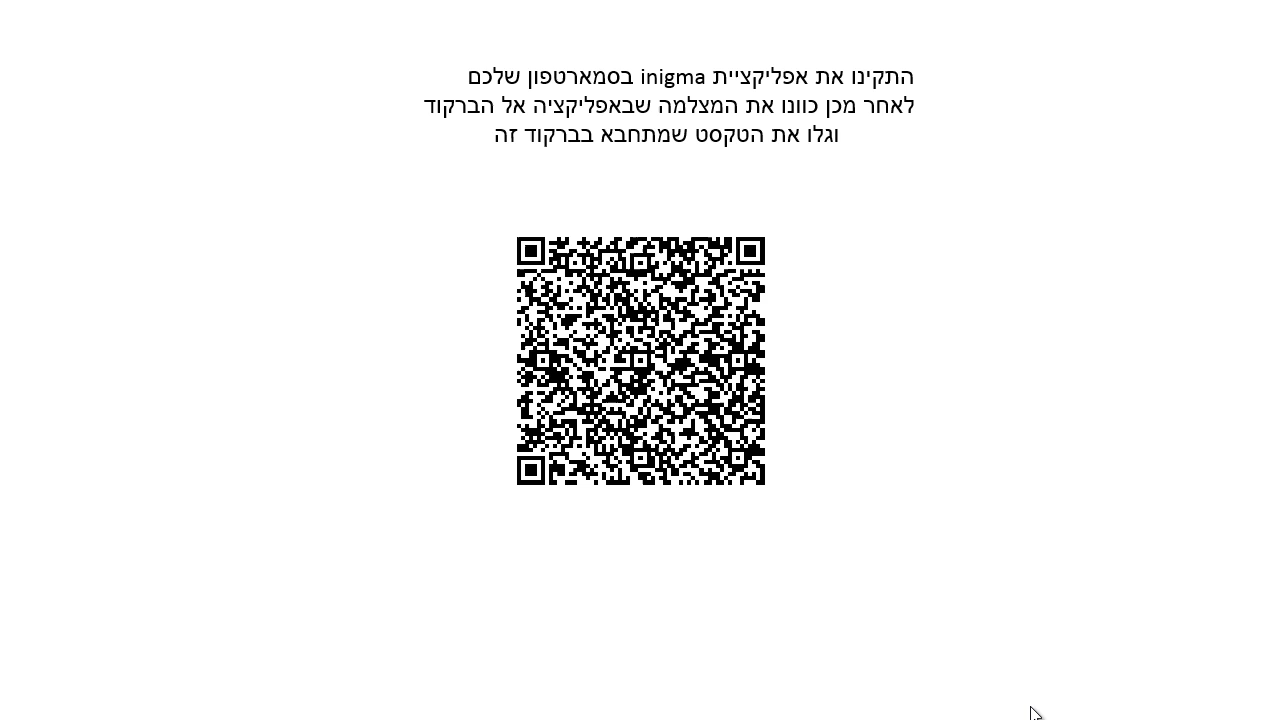 התקינו את אפליקציית inigma בסמארטפון שלכם
לאחר מכן כוונו את המצלמה שבאפליקציה אל הברקוד
וגלו את הטקסט שמתחבא בברקוד זה